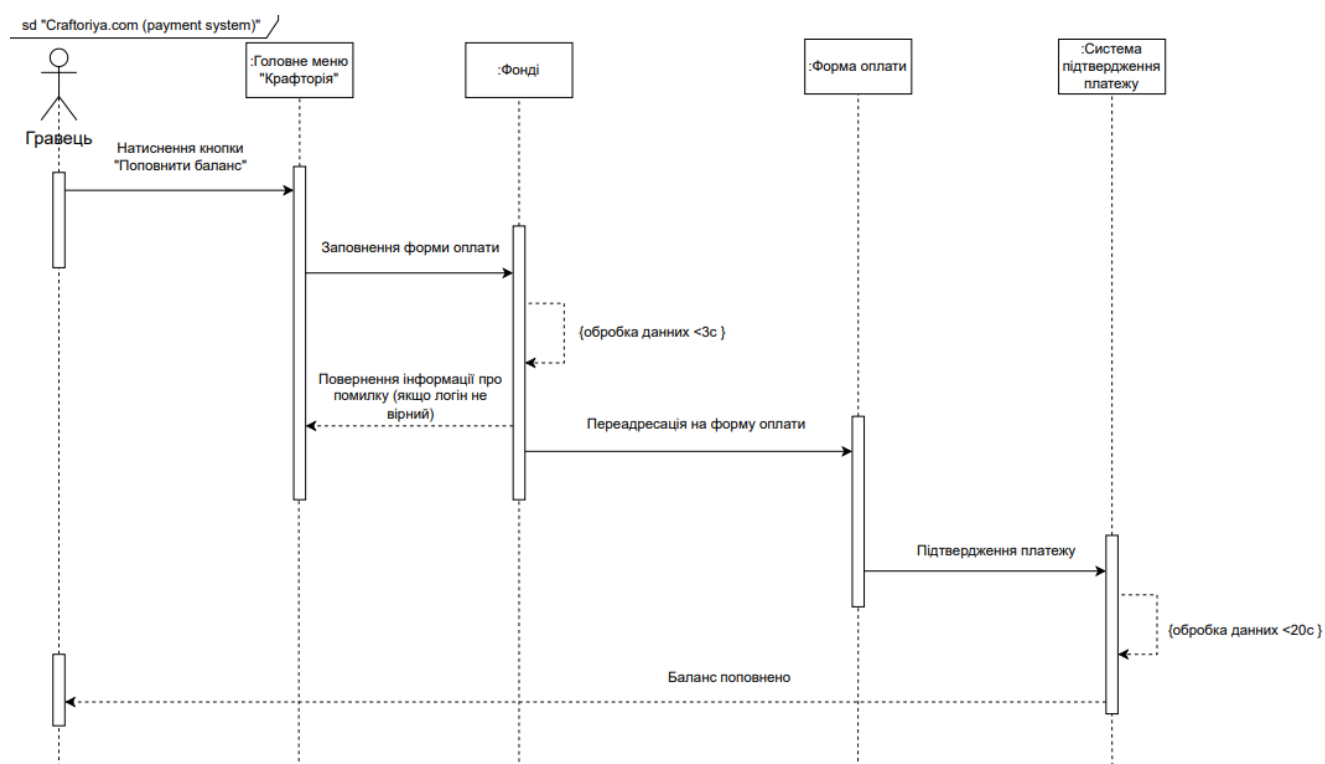 sd "Craftoriya.com (payment system)"
Гравець
:Головне меню
"Крафторія"
:Фонді
:Форма оплати
:Система
підтвердження
платежу
Натиснення кнопки
"Поповнити баланс"
Заповнення форми оплати
{обробка данних <3с }
Повернення інформації про
помилку (якщо логін не
вірний)
Переадресація на форму оплати
Підтвердження платежу
{обробка данних <20с }
Баланс поповнено